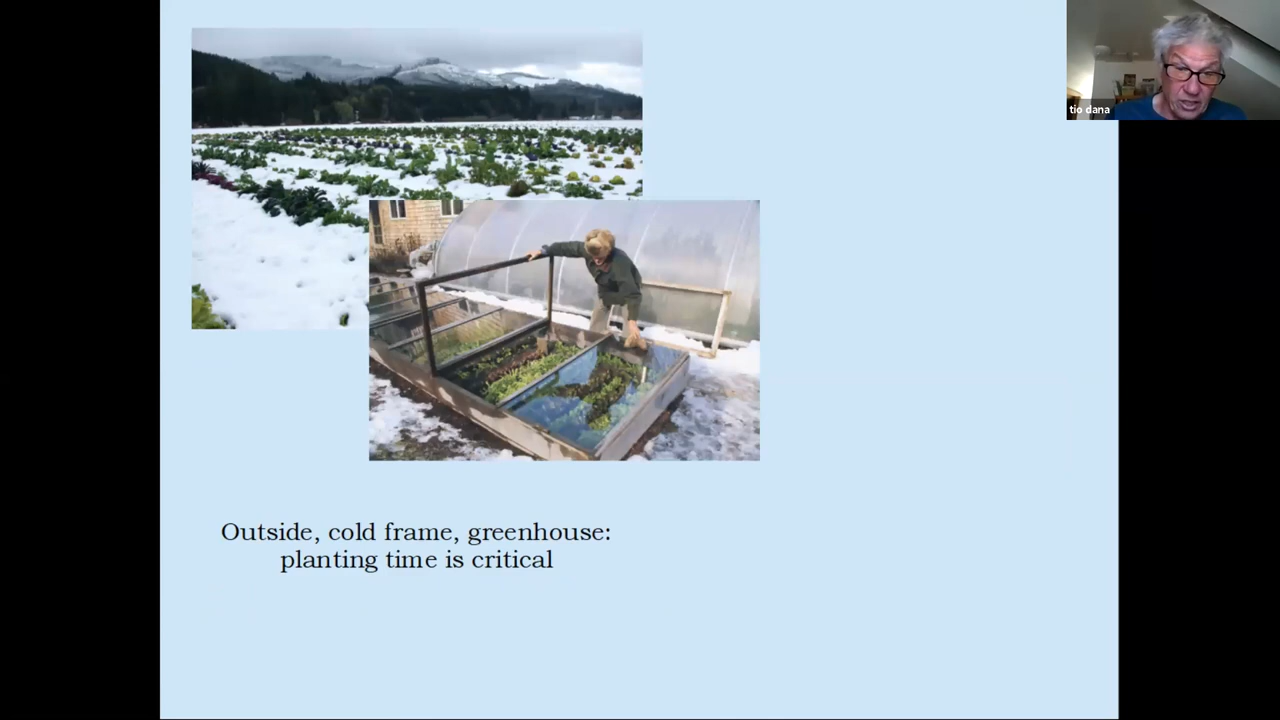 tio dana
Outside, cold frame, greenhouse:
planting time is critical